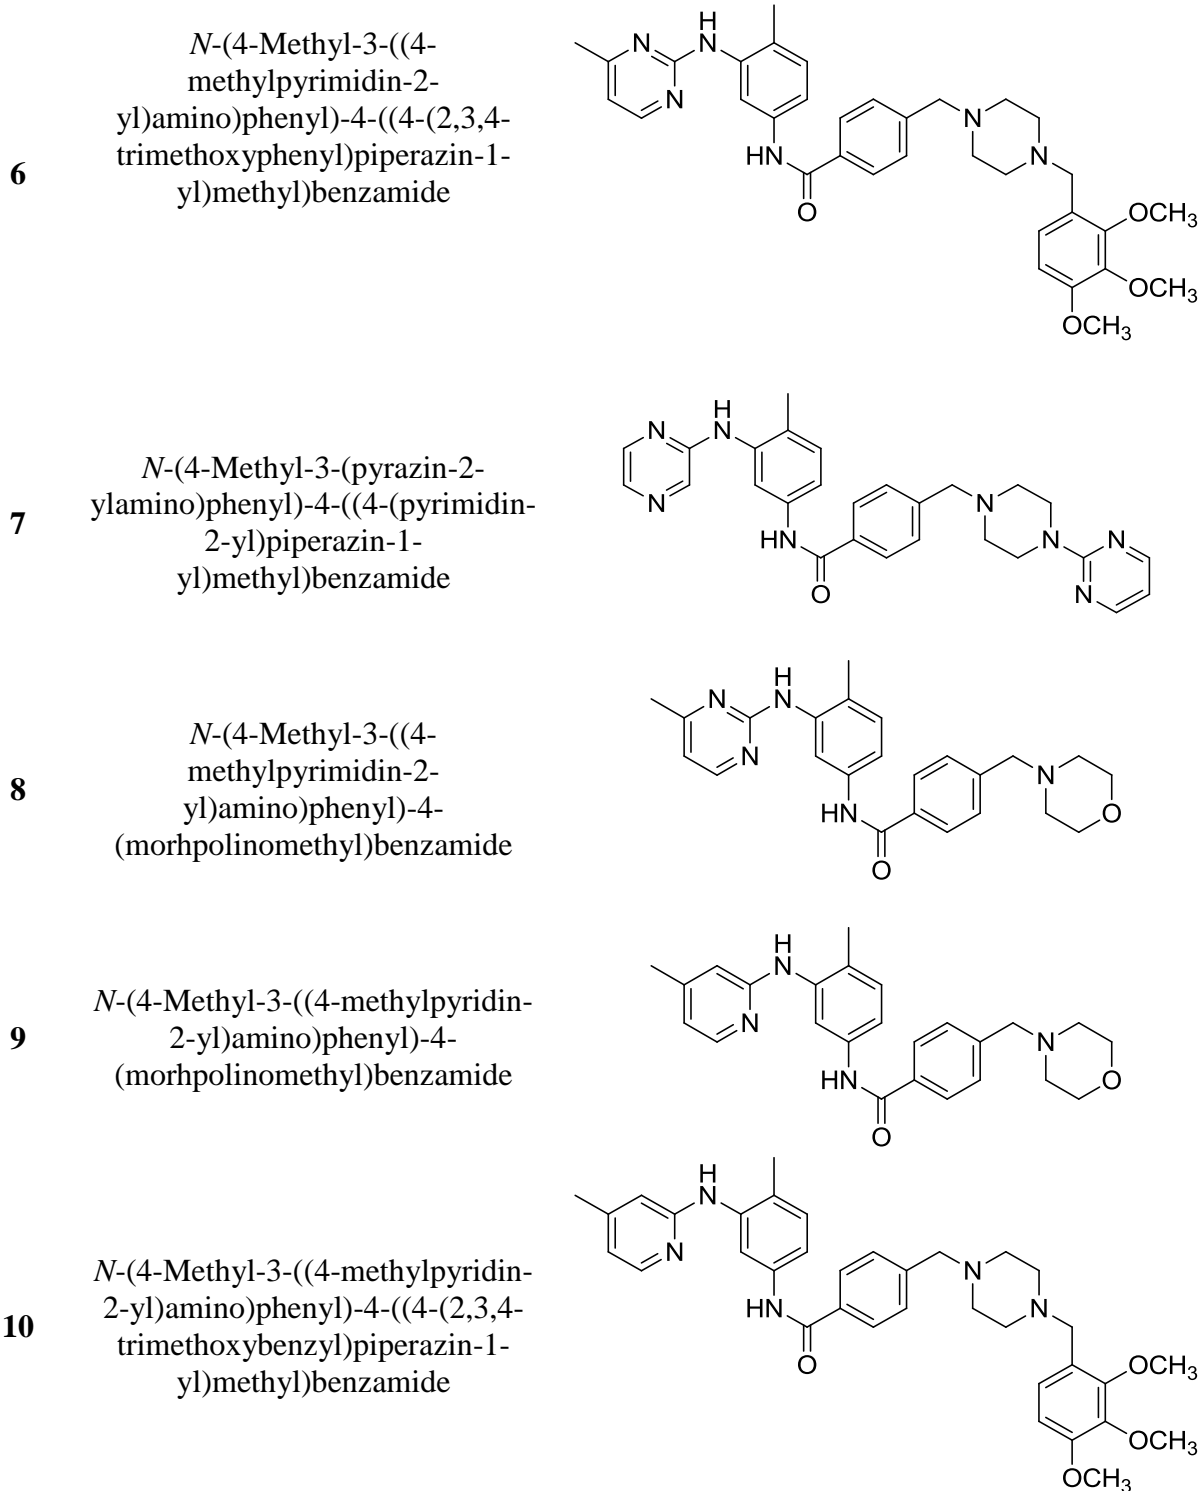 6
N-(4-Methyl-3-((4-
methylpyrimidin-2-
yl)amino)phenyl)-4-((4-(2,3,4-
trimethoxyphenyl)piperazin-1-
yl)methyl)benzamide
N
N
H
N
HN
O
N
N
OCH3
OCH3
OCH3
7
N-(4-Methyl-3-(pyrazin-2-
ylamino)phenyl)-4-((4-(pyrimidin-
2-yl)piperazin-1-
yl)methyl)benzamide
N
N
H
N
HN
O
N
N
N
N
8
N-(4-Methyl-3-((4-
methylpyrimidin-2-
yl)amino)phenyl)-4-
(morhpolinomethyl)benzamide
N
N
H
N
HN
O
N
O
9
N-(4-Methyl-3-((4-methylpyridin-
2-yl)amino)phenyl)-4-
(morhpolinomethyl)benzamide
N
H
N
HN
O
N
O
10
N-(4-Methyl-3-((4-methylpyridin-
2-yl)amino)phenyl)-4-((4-(2,3,4-
trimethoxybenzyl)piperazin-1-
yl)methyl)benzamide
N
H
N
HN
O
N
N
OCH3
OCH3
OCH3